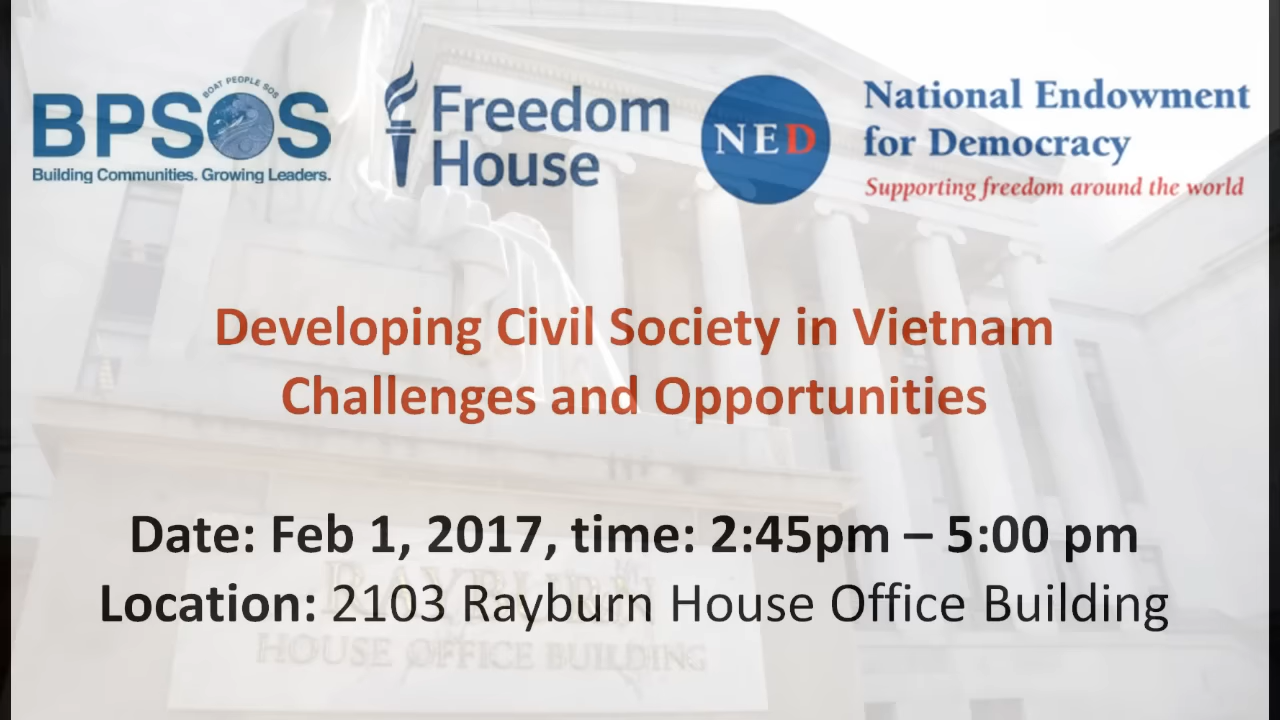 BOAT PEOPLE SOS
BPSOS
Building Communities. Growing Leaders.
Freedom
House
NED
National Endowment
for Democracy
Supporting freedom around the world
Developing Civil Society in Vietnam
Challenges and Opportunities
Date: Feb 1, 2017, time: 2:45pm – 5:00 pm
Location: 2103 Rayburn House Office Building
RAYBURN
HOUSE OFFICE BUILDING